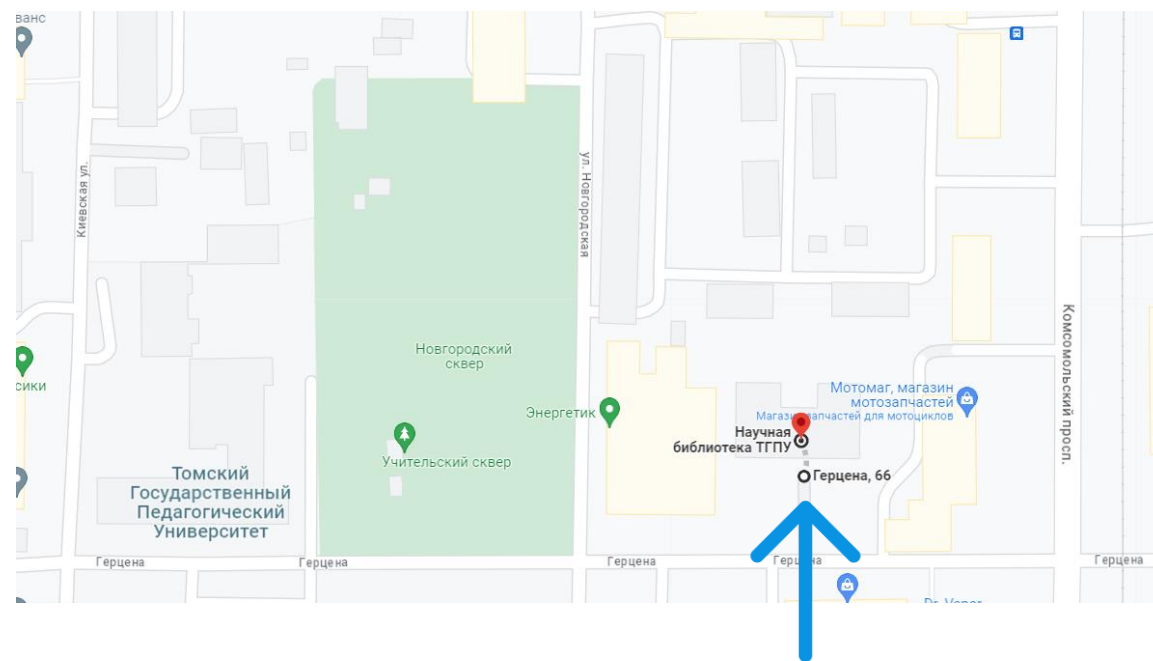 ванс
Киевская ул.
ул. Новгородская
Комсомольский просп.
Новгородский
сквер
сики
Энергетик
Мотомаг, магазин
мотозапчастей
Магазин запчастей для мотоциклов
Научная
библиотека ТГПУ
Герцена, 66
Учительский сквер
Томский
Государственный
Педагогический
Университет
Герцена
Герцена
Герцена
Герцена
Герцена